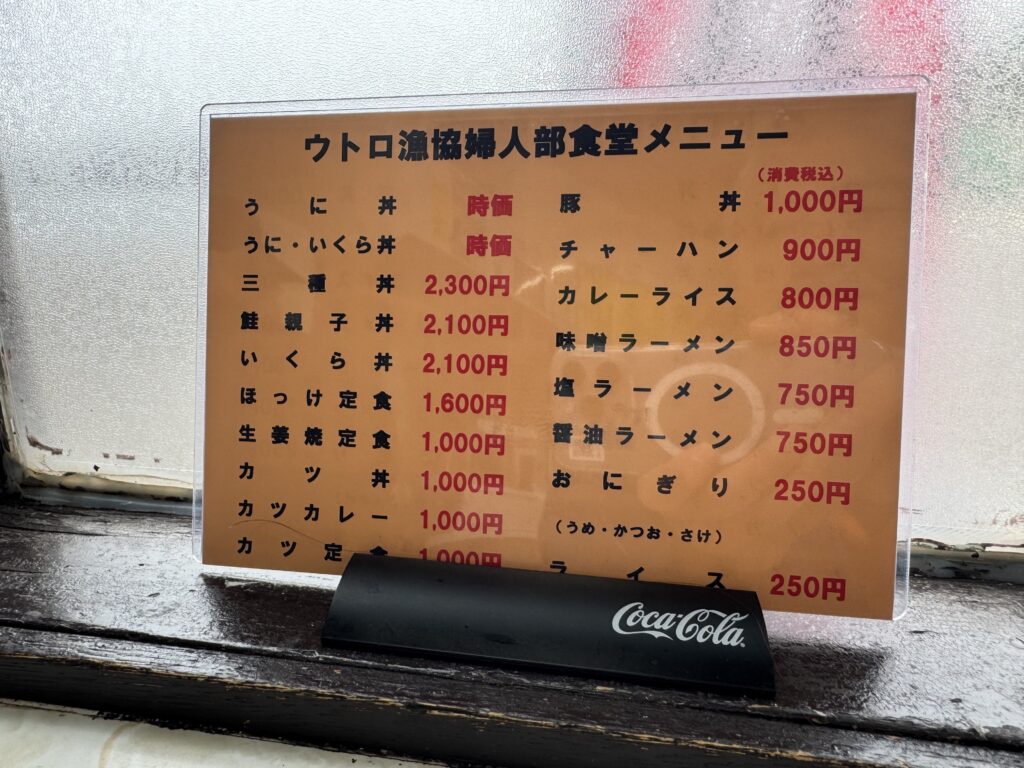 ウトロ漁協婦人部食堂メニュー
(消費税込)
うに丼 時価
うに・いくら丼 時価
三種丼 2,300円
鮭親子丼 2,100円
いくら丼 2,100円
ほっけ定食 1,600円
生姜焼定食 1,000円
カツ丼 1,000円
カツカレー 1,000円
カツ定食 1,000円
豚丼 1,000円
チャーハン 900円
カレーライス 800円
味噌ラーメン 850円
塩ラーメン 750円
醤油ラーメン 750円
おにぎり 250円
(うめ・かつお・さけ)
ライス 250円
Coca-Cola